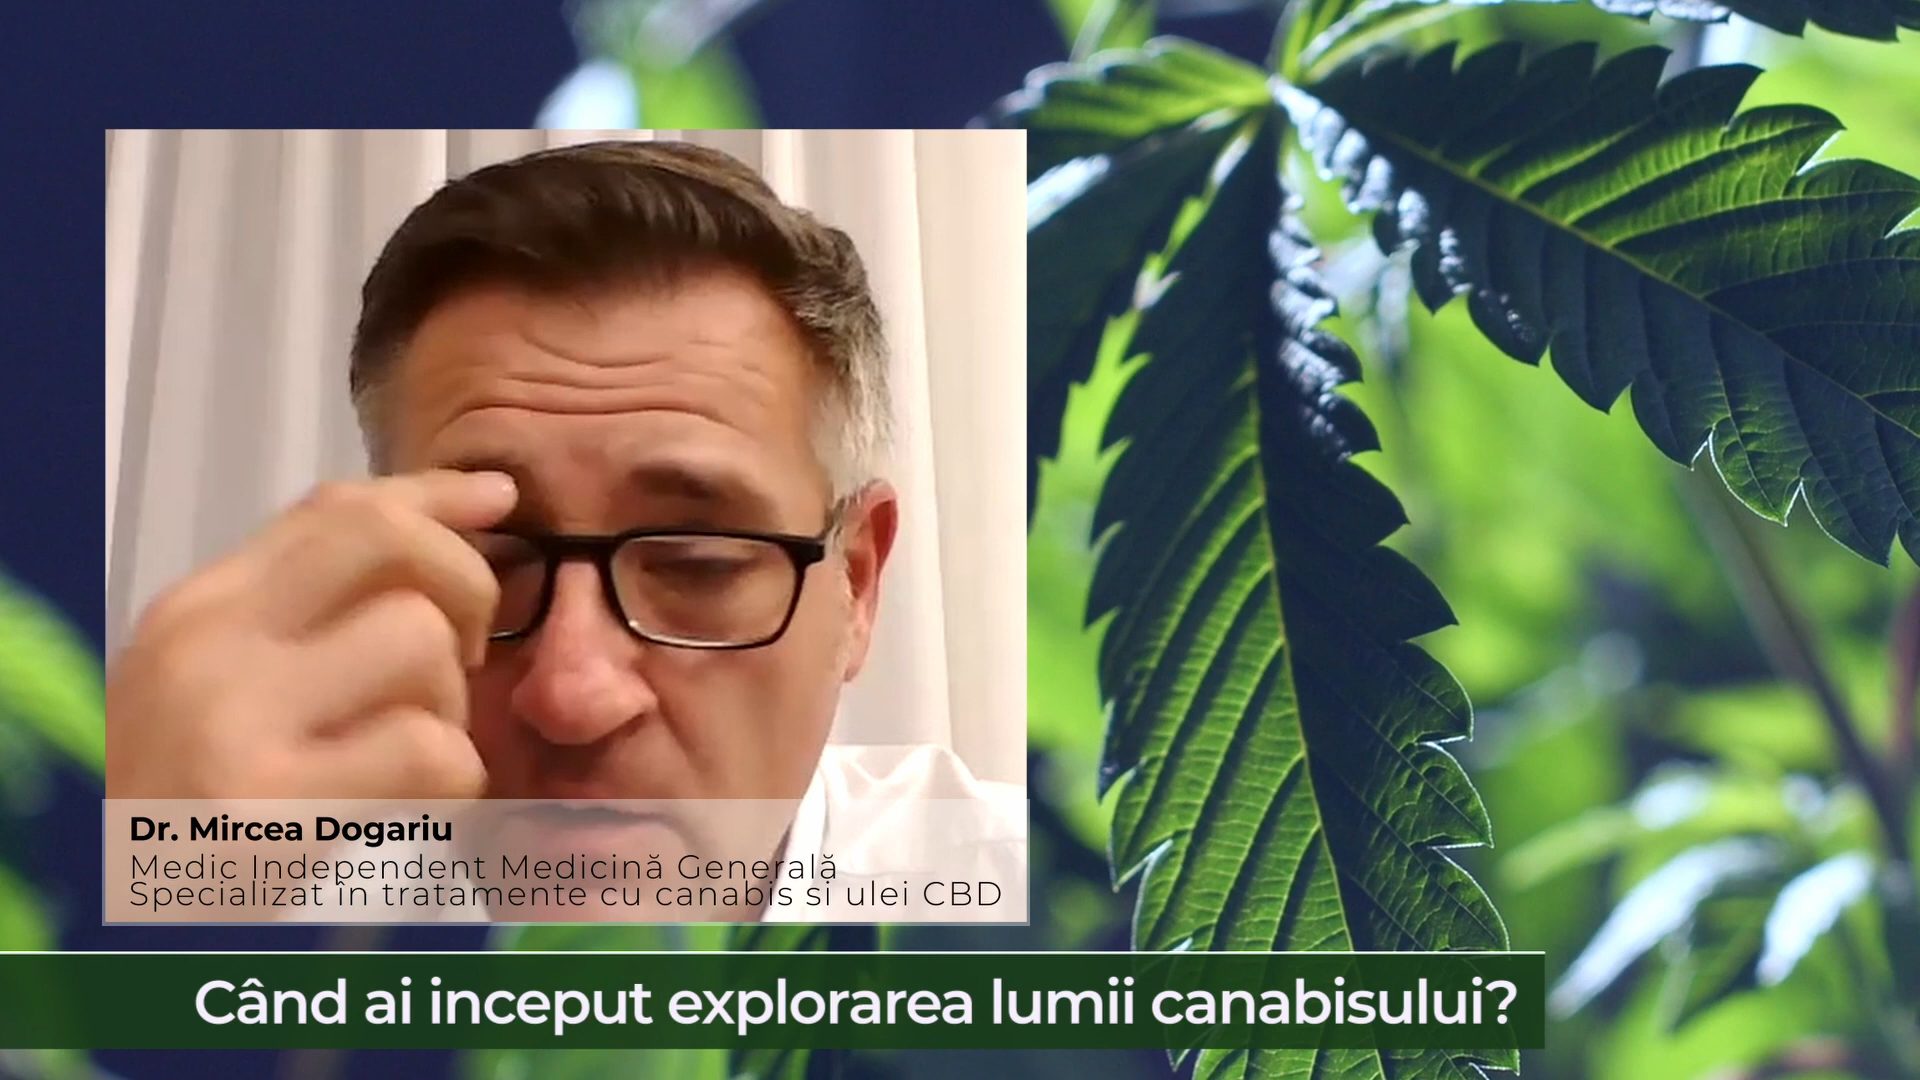 Dr. Mircea Dogariu
Medic Independent Medicină Generală
Specializat în tratamente cu canabis si ulei CBD
Când ai inceput explorarea lumii canabisului?